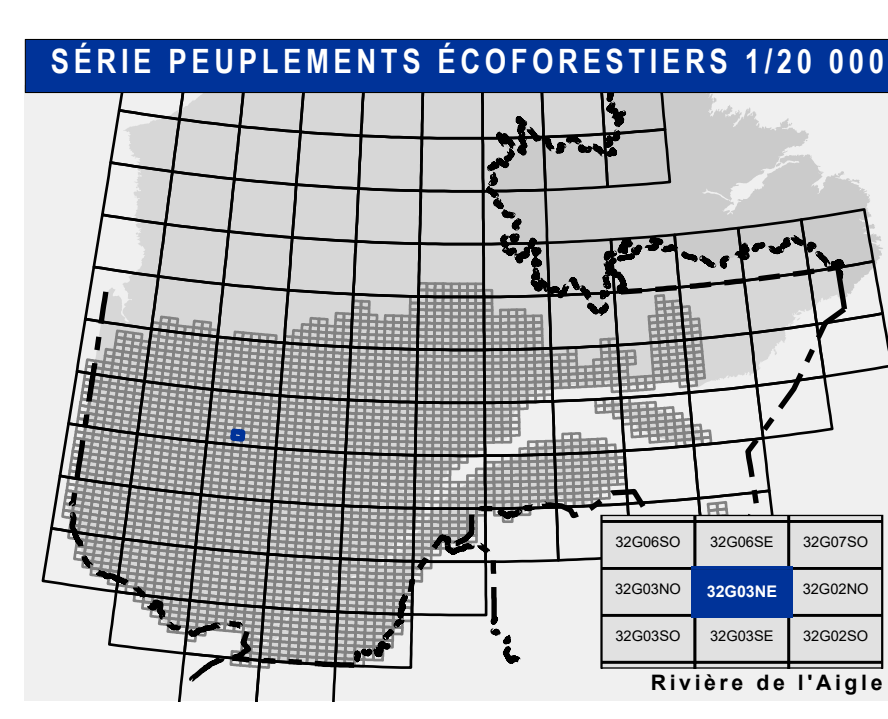 SÉRIE PEUPLEMENTS ÉCOFORESTIERS 1/20 000
32G06SO 32G06SE 32G07SO
32G03NO 32G03NE 32G02NO
32G03SO 32G03SE 32G02SO
Rivière de l'Aigle